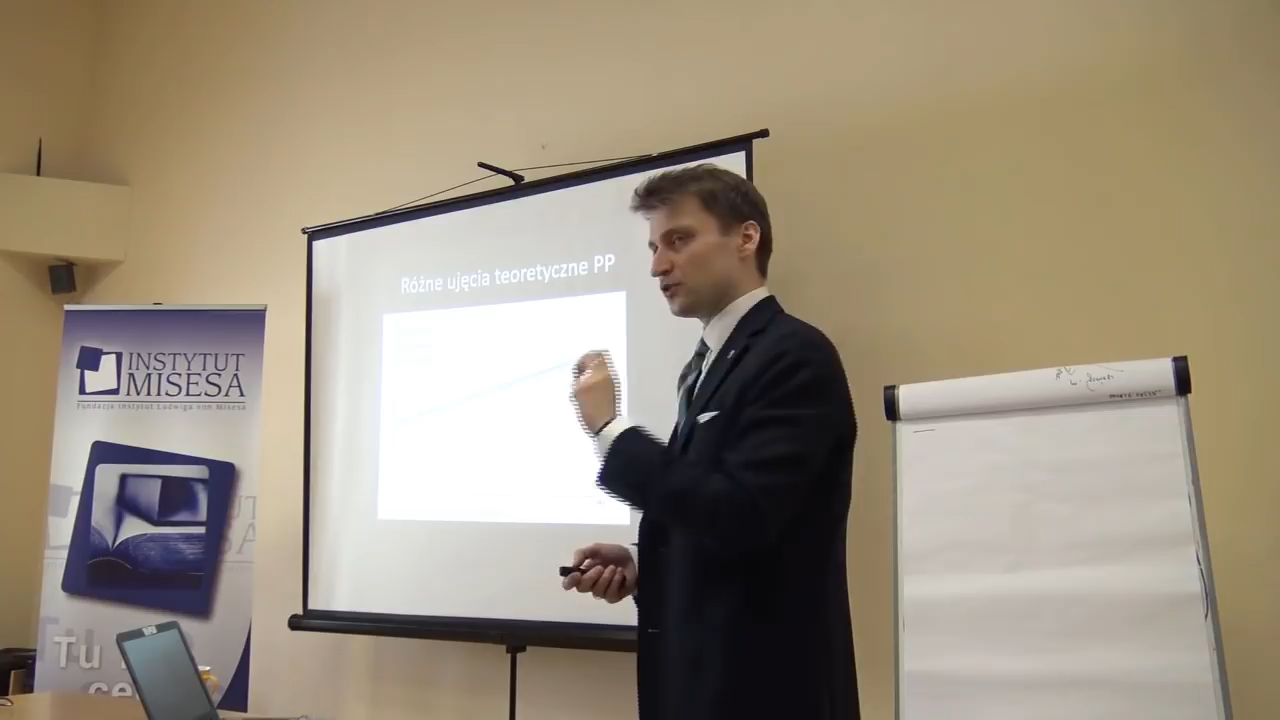 Różne ujęcia teoretyczne PP
INSTYTUT
MISESA
Fundacja Instytut Ludwiga von Misesa
Tu